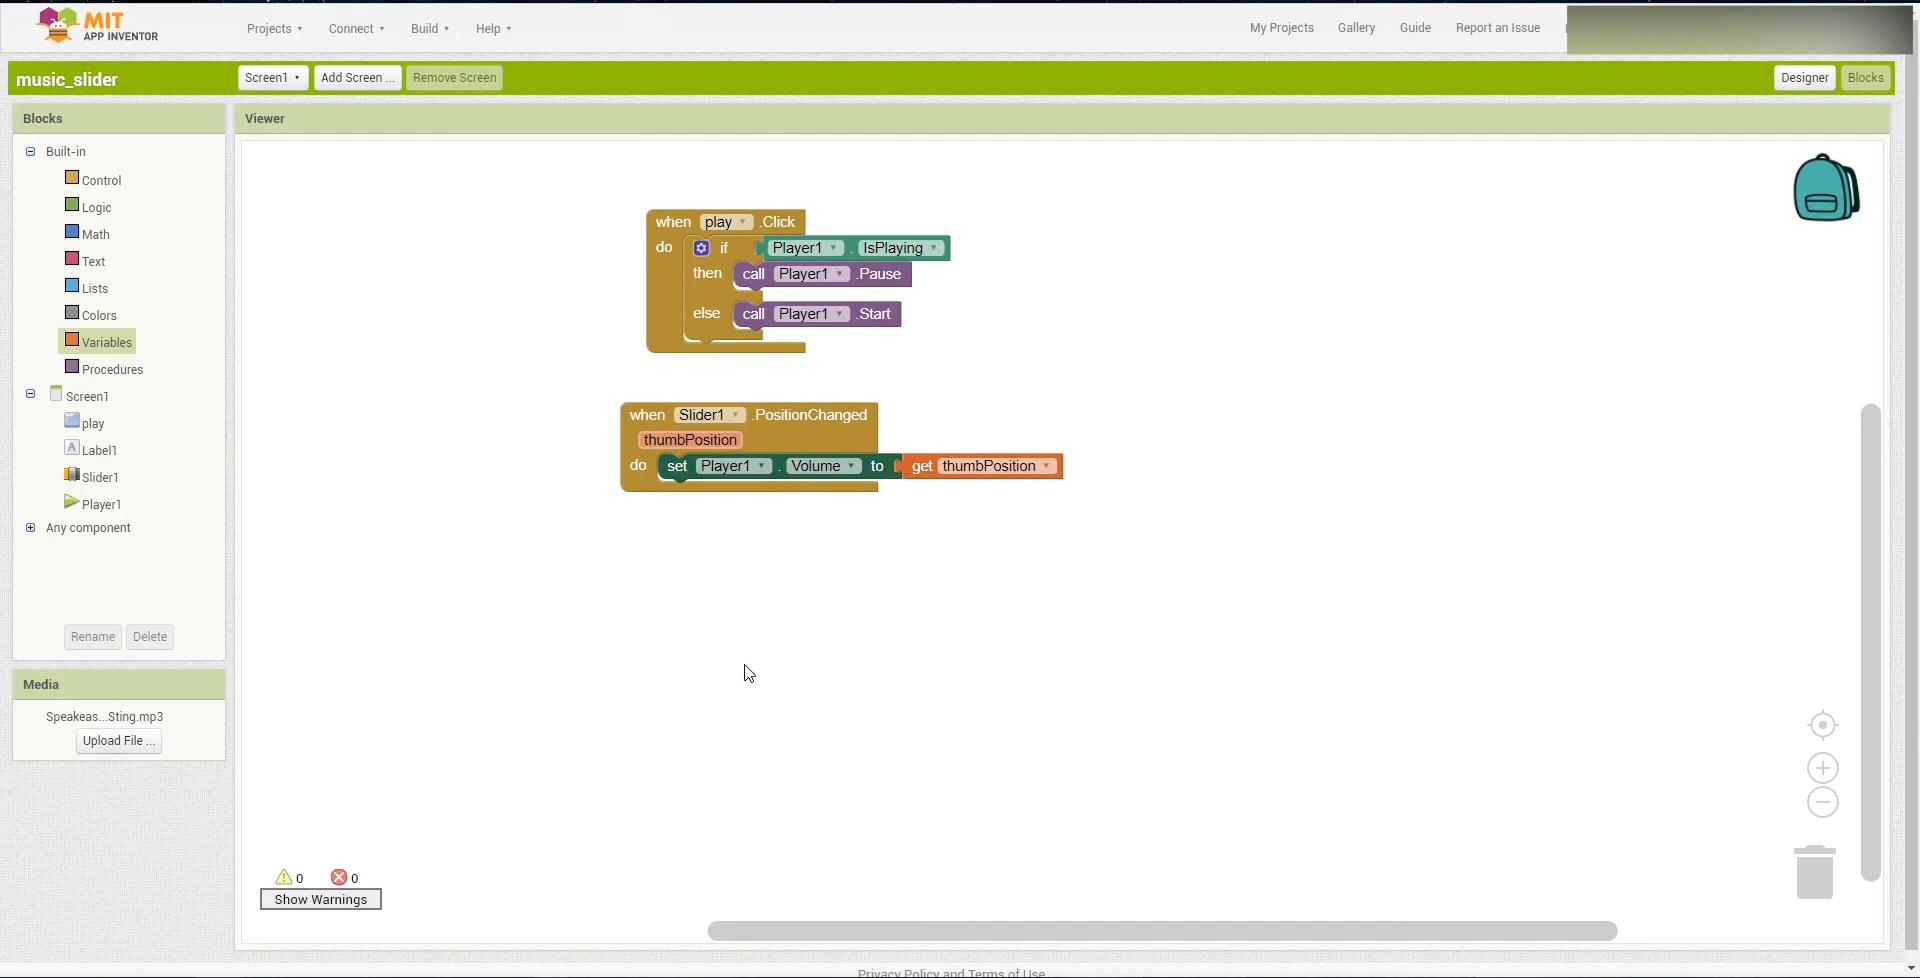 MIT
APP INVENTOR
Projects
Connect
Build
Help
My Projects
Gallery
Guide
Report an Issue
music_slider
Screen1
Add Screen ...
Remove Screen
Designer
Blocks
Blocks
Viewer
Built-in
Control
Logic
Math
Text
Lists
Colors
Variables
Procedures
Screen1
play
Label1
Slider1
Player1
Any component
Rename
Delete
Media
Speakeas...Sting.mp3
Upload File ...
when play .Click
do if Player1 . IsPlaying
then call Player1 .Pause
else call Player1 .Start
when Slider1 .PositionChanged
thumbPosition
do set Player1 . Volume to get thumbPosition
0 0
Show Warnings
Privacy Policy and Terms of Use